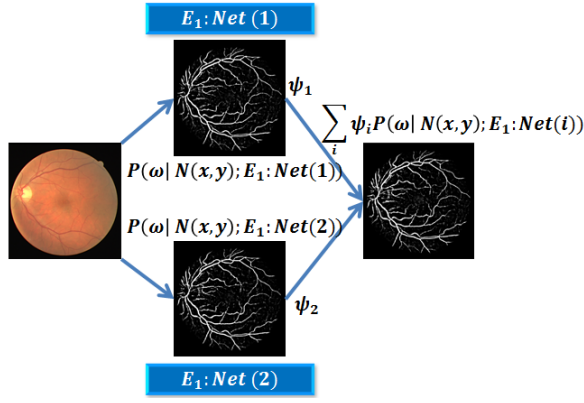 E₁: Net (1)
ψ₁
∑ᵢ ψᵢP(ω| N(x,y); E₁: Net(i))
P(ω| N(x,y); E₁: Net(1))
P(ω| N(x,y); E₁: Net(2))
ψ₂
E₁: Net (2)